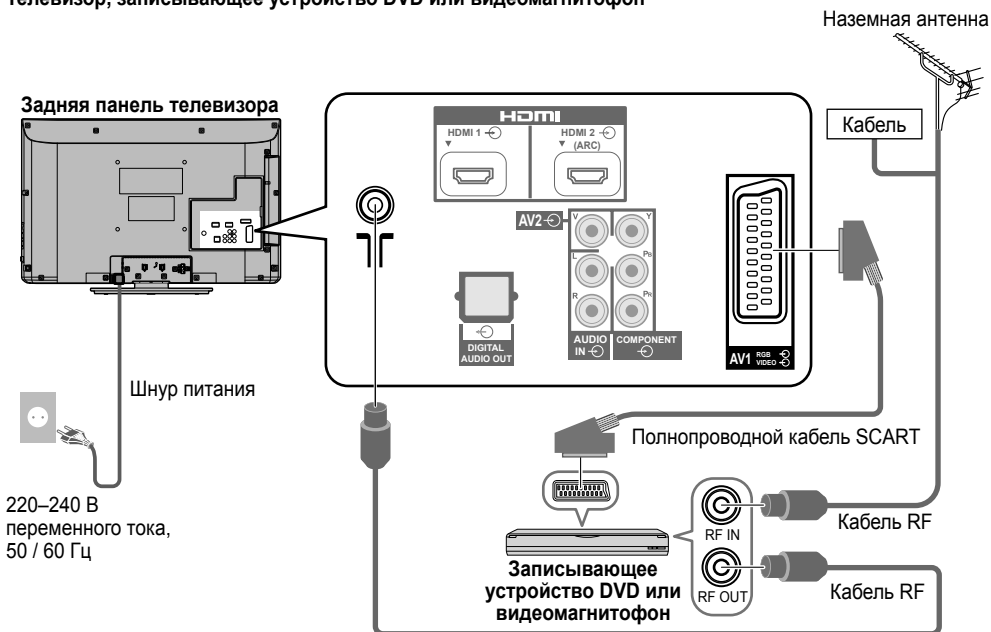 телевизор, записывающее устройство DVD или видеомагнитофон
Наземная антенна
Задняя панель телевизора
Кабель
HDMI
HDMI 1
HDMI 2
(ARC)
AV2
V
Y
L
PB
R
PR
DIGITAL
AUDIO OUT
AUDIO
IN
COMPONENT
AV1
RGB
VIDEO
Шнур питания
220–240 В
переменного тока,
50 / 60 Гц
Полнопроводной кабель SCART
RF IN
Кабель RF
RF OUT
Кабель RF
Записывающее
устройство DVD или
видеомагнитофон